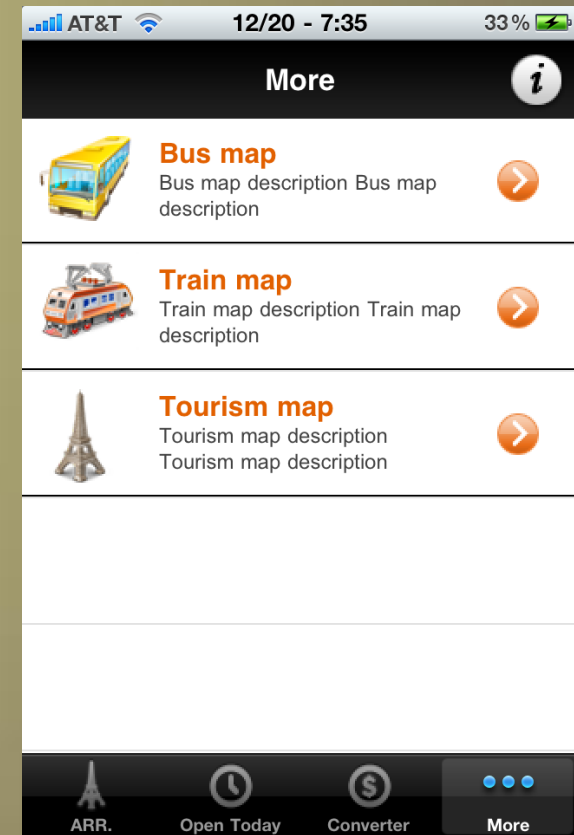 AT&T 12/20 - 7:35 33%
More i
Bus map
Bus map description Bus map
description
Train map
Train map description Train map
description
Tourism map
Tourism map description
Tourism map description
$
ARR. Open Today Converter More